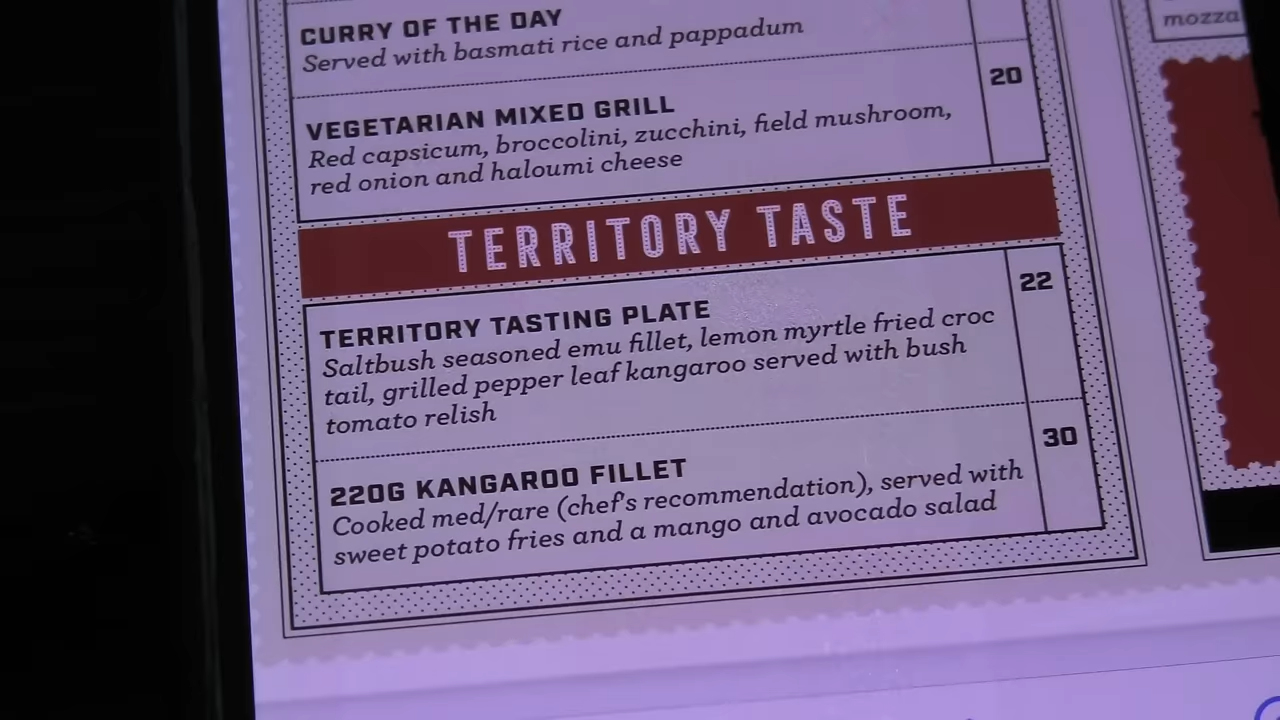 CURRY OF THE DAY
Served with basmati rice and pappadum
VEGETARIAN MIXED GRILL
20
Red capsicum, broccolini, zucchini, field mushroom,
red onion and haloumi cheese
TERRITORY TASTE
TERRITORY TASTING PLATE
22
Saltbush seasoned emu fillet, lemon myrtle fried croc
tail, grilled pepper leaf kangaroo served with bush
tomato relish
220G KANGAROO FILLET
30
Cooked med/rare (chef's recommendation), served with
sweet potato fries and a mango and avocado salad
mozza